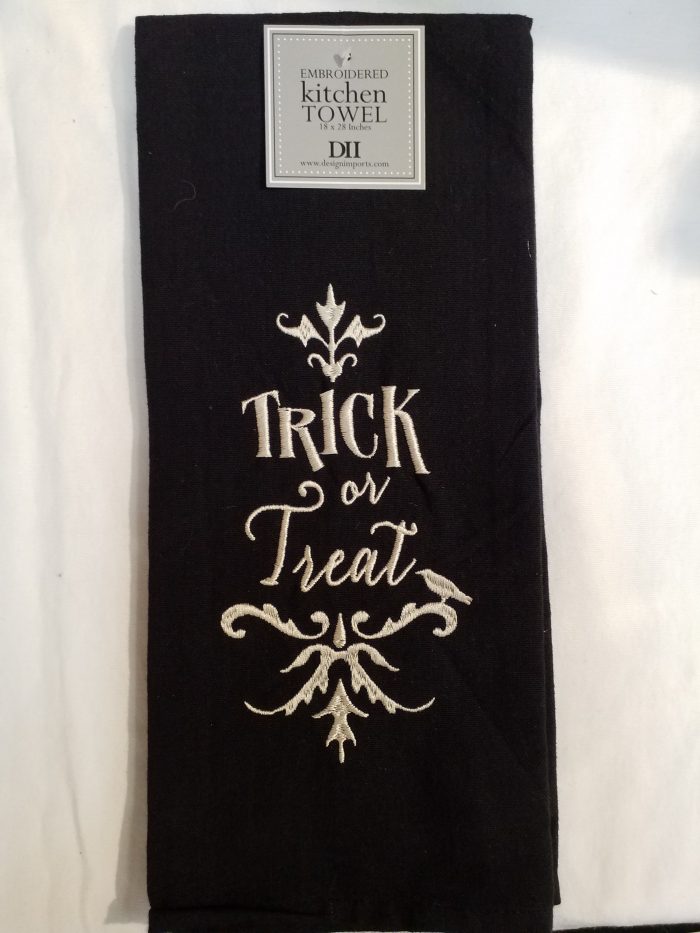 EMBROIDERED
kitchen
TOWEL
18 x 28 Inches
DII
www.designimports.com
TRICK
or
Treat